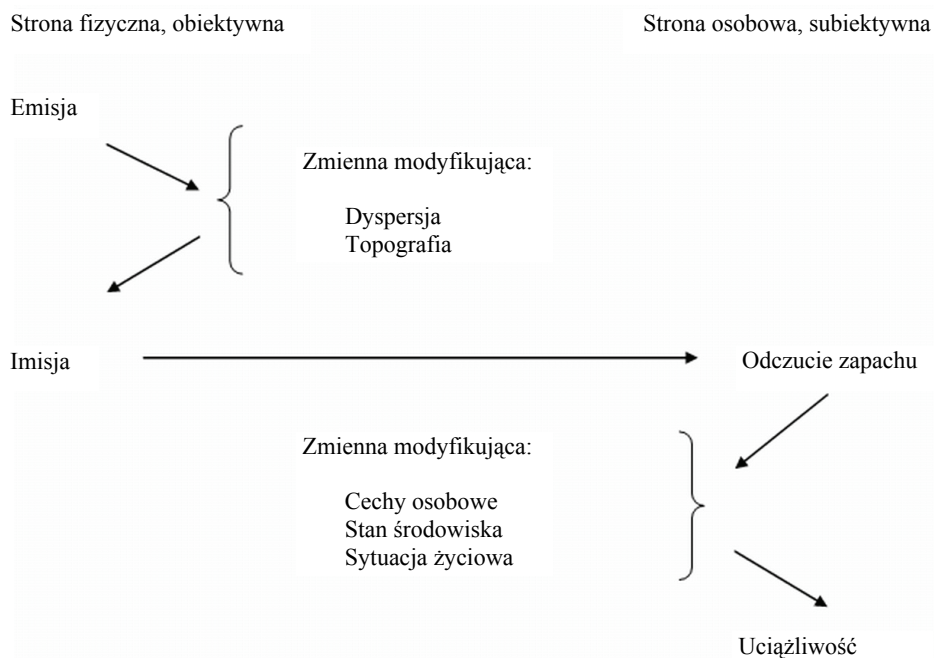 Strona fizyczna, obiektywna
Strona osobowa, subiektywna
Emisja
Zmienna modyfikująca:
Dyspersja
Topografia
Imisja
Odczucie zapachu
Zmienna modyfikująca:
Cechy osobowe
Stan środowiska
Sytuacja życiowa
Uciążliwość